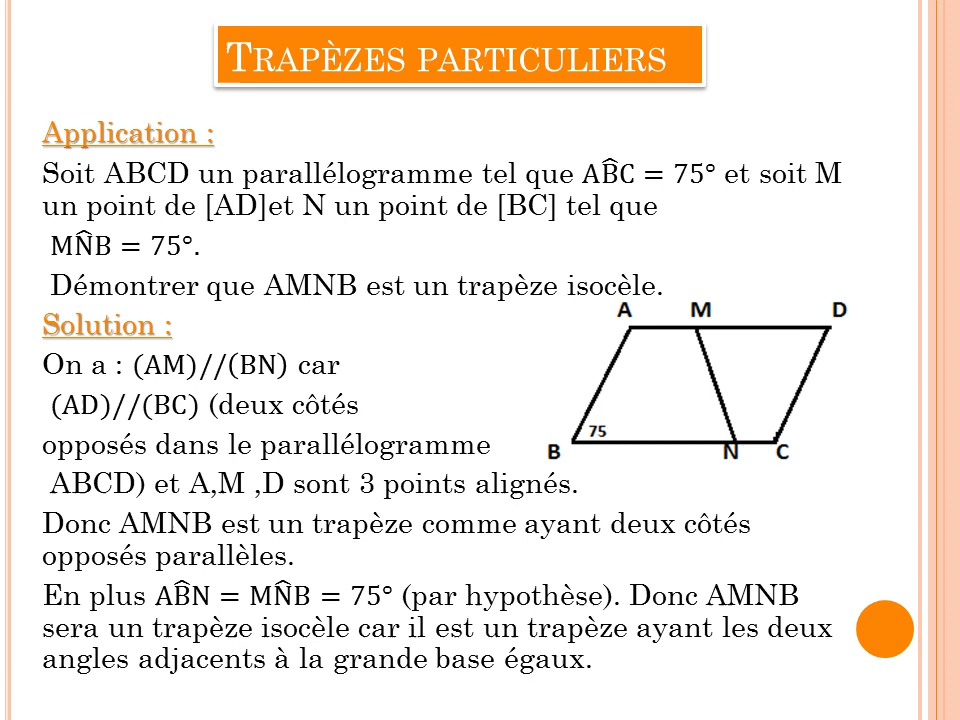 TRAPÈZES PARTICULIERS
Application :
Soit ABCD un parallélogramme tel que AB̂C = 75° et soit M
un point de [AD]et N un point de [BC] tel que
MN̂B = 75°.
Démontrer que AMNB est un trapèze isocèle.
Solution :
On a : (AM)//(BN) car
(AD)//(BC) (deux côtés
opposés dans le parallélogramme
ABCD) et A,M ,D sont 3 points alignés.
Donc AMNB est un trapèze comme ayant deux côtés
opposés parallèles.
En plus AB̂N = MN̂B = 75° (par hypothèse). Donc AMNB
sera un trapèze isocèle car il est un trapèze ayant les deux
angles adjacents à la grande base égaux.
A M D
75
B N C